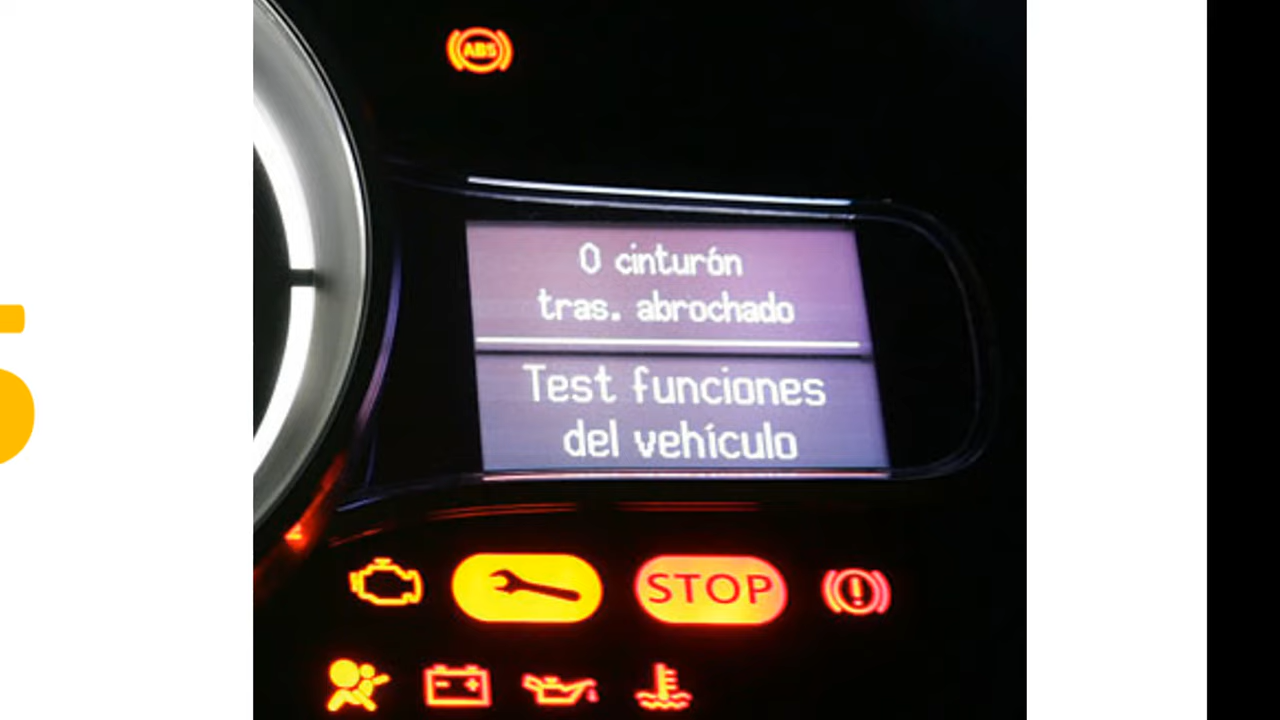 ABS
0 cinturón
tras. abrochado
Test funciones
del vehículo
STOP